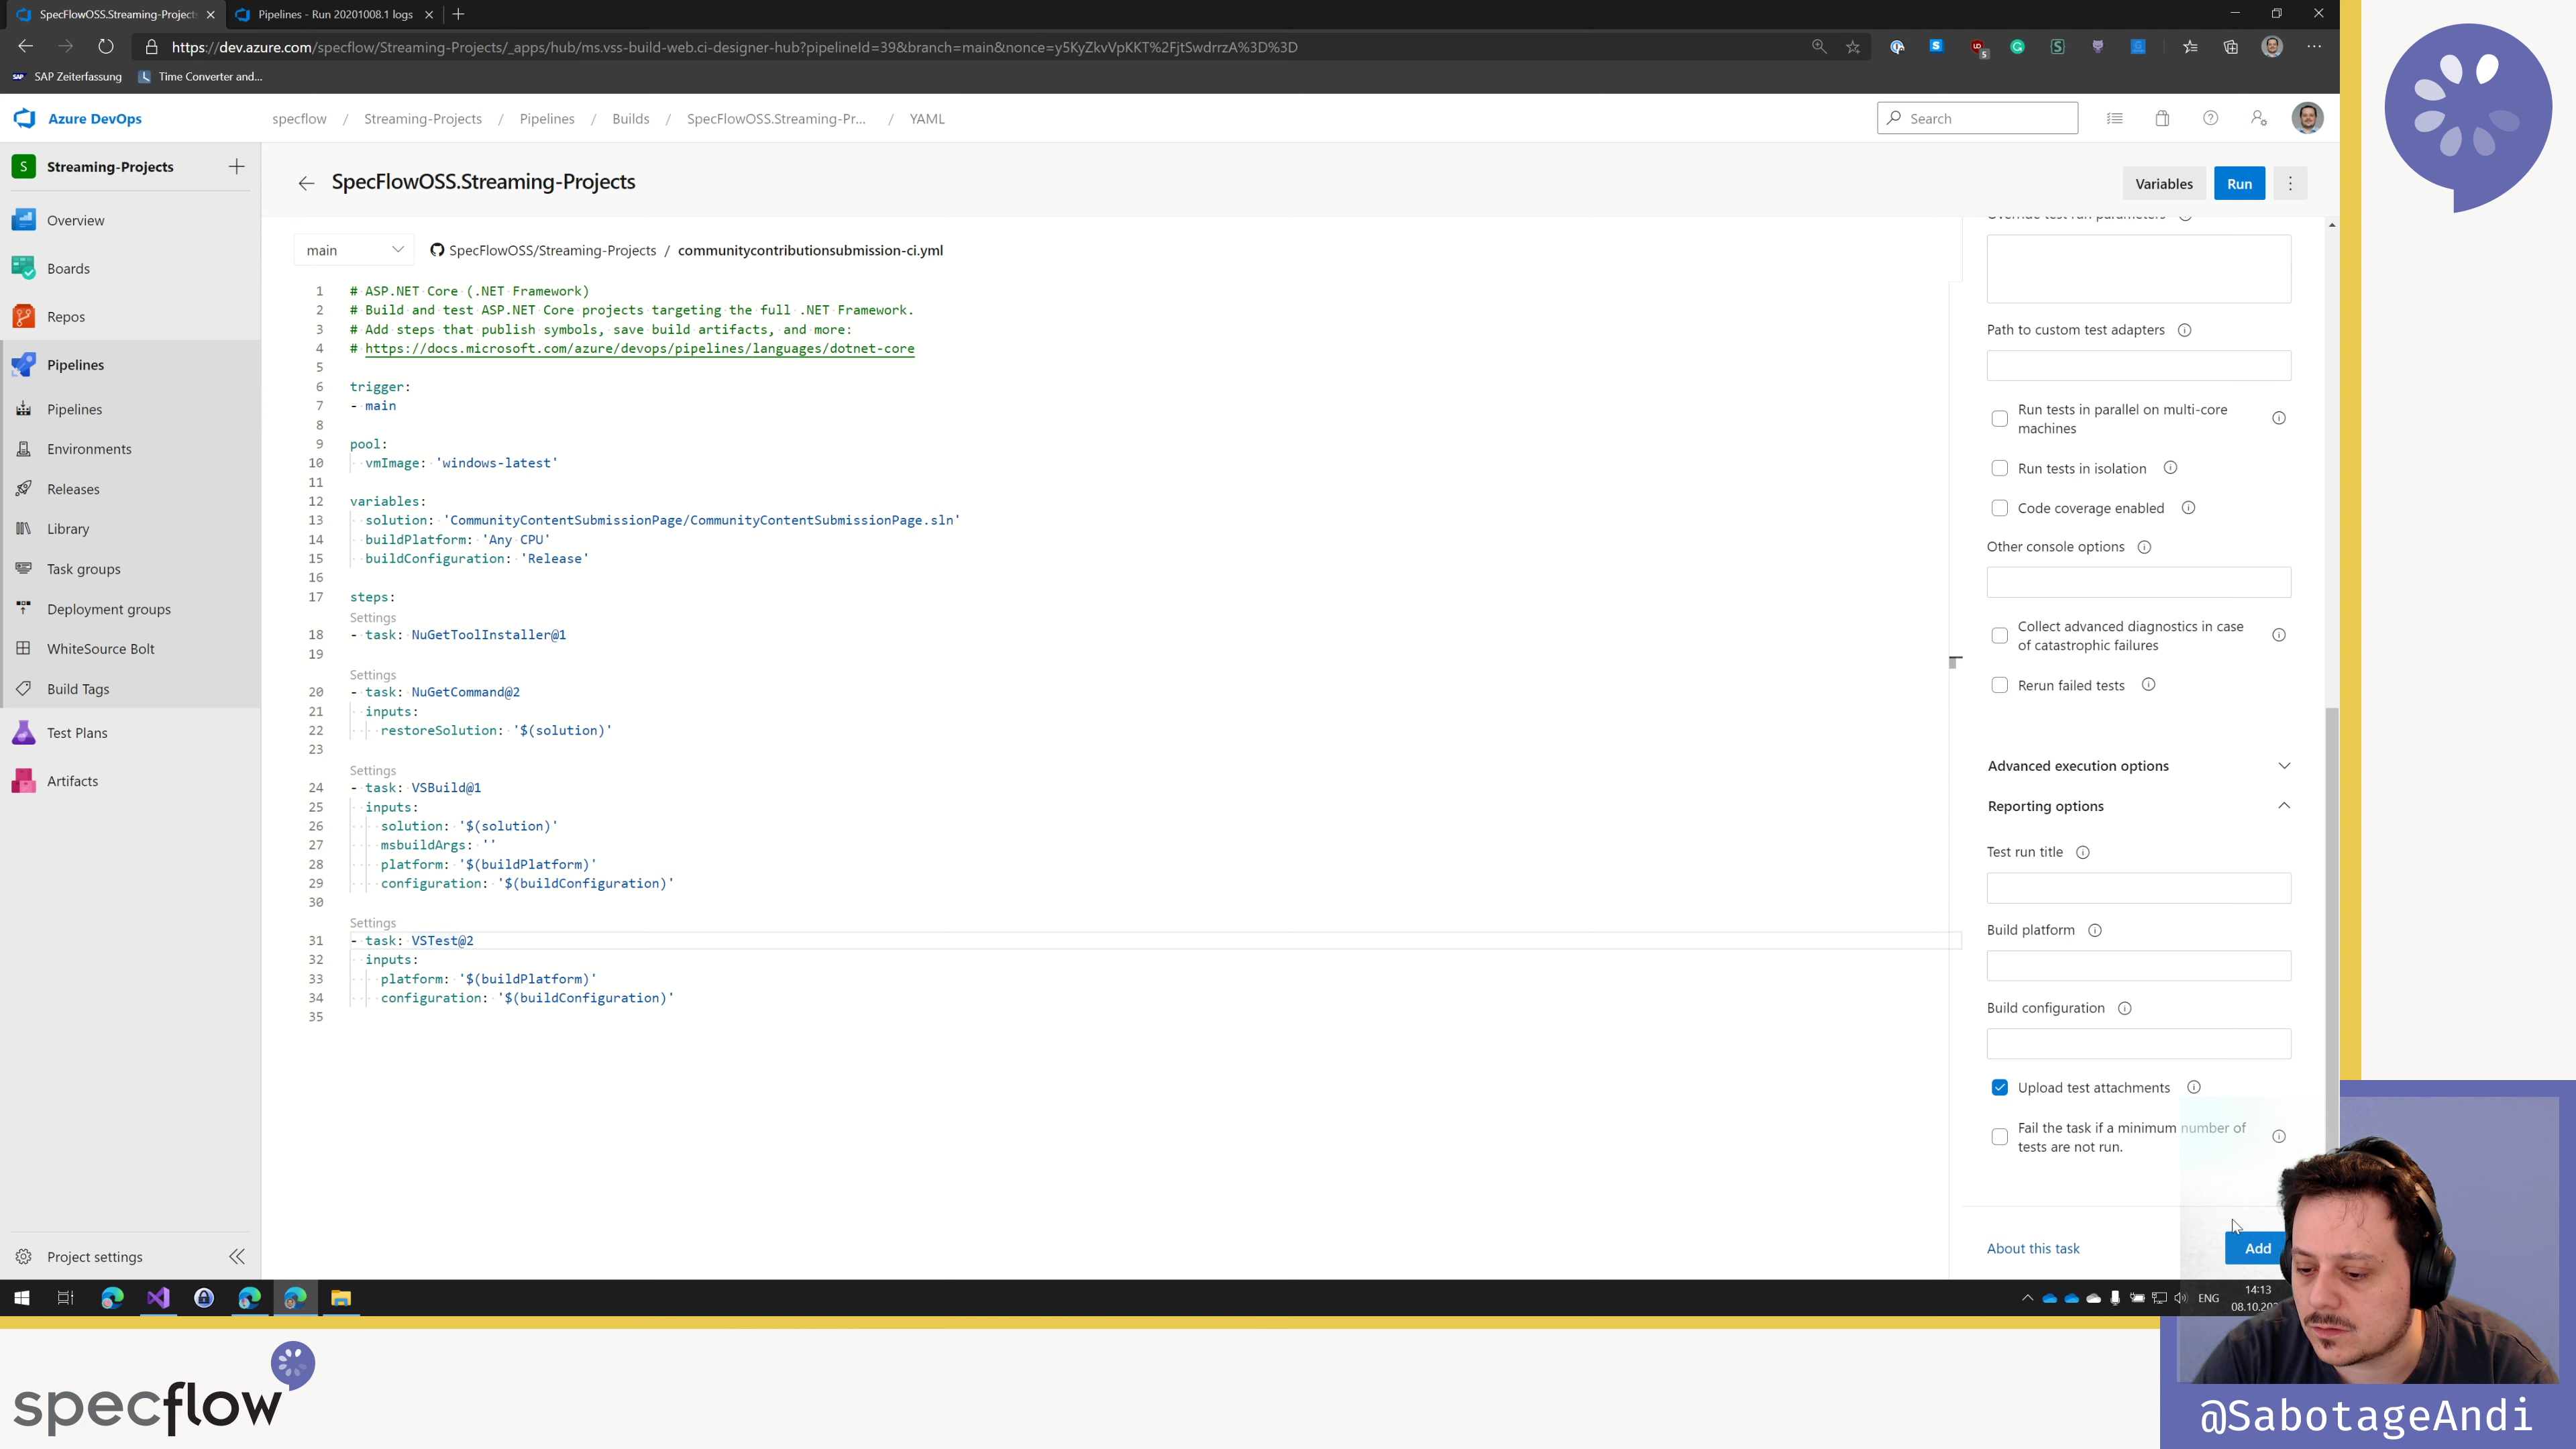 SpecFlowOSS.Streaming-Projects
Pipelines - Run 20201008.1 logs
https://dev.azure.com/specflow/Streaming-Projects/_apps/hub/ms.vss-build-web.ci-designer-hub?pipelineId=39&branch=main&nonce=y5KyZkvVpKKT%2FjtSwdrrzA%3D%3D
5
SAP Zeiterfassung
Time Converter and...
Azure DevOps
specflow / Streaming-Projects / Pipelines / Builds / SpecFlowOSS.Streaming-Pr... / YAML
Search
S Streaming-Projects
Overview
Boards
Repos
Pipelines
Pipelines
Environments
Releases
Library
Task groups
Deployment groups
WhiteSource Bolt
Build Tags
Test Plans
Artifacts
Project settings
SpecFlowOSS.Streaming-Projects
Variables
Run
main
SpecFlowOSS/Streaming-Projects / communitycontributionsubmission-ci.yml
1 # ASP.NET Core (.NET Framework)
2 # Build and test ASP.NET Core projects targeting the full .NET Framework.
3 # Add steps that publish symbols, save build artifacts, and more:
4 # https://docs.microsoft.com/azure/devops/pipelines/languages/dotnet-core
5
6 trigger:
7 - main
8
9 pool:
10 vmImage: 'windows-latest'
11
12 variables:
13 solution: 'CommunityContentSubmissionPage/CommunityContentSubmissionPage.sln'
14 buildPlatform: 'Any CPU'
15 buildConfiguration: 'Release'
16
17 steps:
Settings
18 - task: NuGetToolInstaller@1
19
Settings
20 - task: NuGetCommand@2
21 inputs:
22 restoreSolution: '$(solution)'
23
Settings
24 - task: VSBuild@1
25 inputs:
26 solution: '$(solution)'
27 msbuildArgs: ''
28 platform: '$(buildPlatform)'
29 configuration: '$(buildConfiguration)'
30
Settings
31 - task: VSTest@2
32 inputs:
33 platform: '$(buildPlatform)'
34 configuration: '$(buildConfiguration)'
35
Override test run parameters
Path to custom test adapters
Run tests in parallel on multi-core
machines
Run tests in isolation
Code coverage enabled
Other console options
Collect advanced diagnostics in case
of catastrophic failures
Rerun failed tests
Advanced execution options
Reporting options
Test run title
Build platform
Build configuration
Upload test attachments
Fail the task if a minimum number of
tests are not run.
About this task
Add
ENG
14:13
08.10.20
specflow
@SabotageAndi